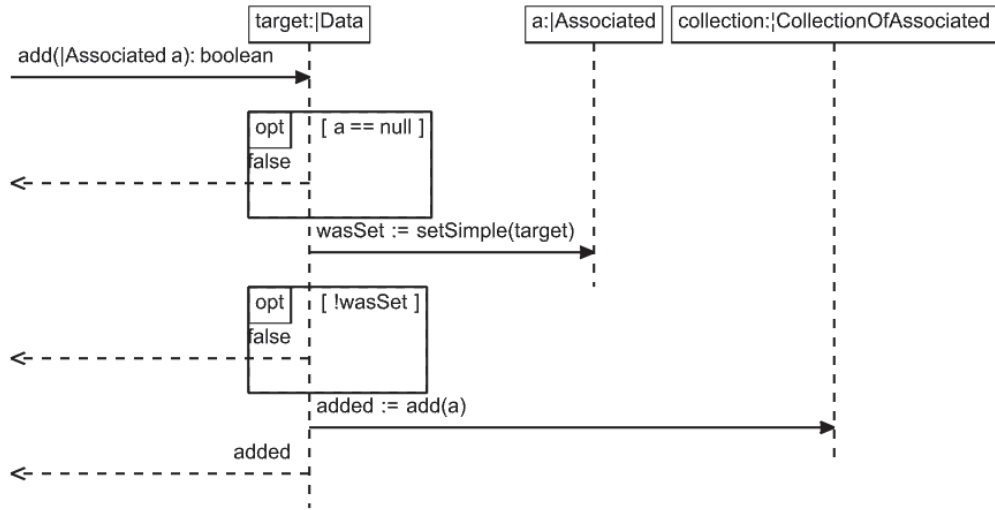 target:|Data
a:|Associated
collection:¦CollectionOfAssociated
add(|Associated a): boolean
opt
[ a == null ]
false
wasSet := setSimple(target)
opt
[ !wasSet ]
false
added := add(a)
added